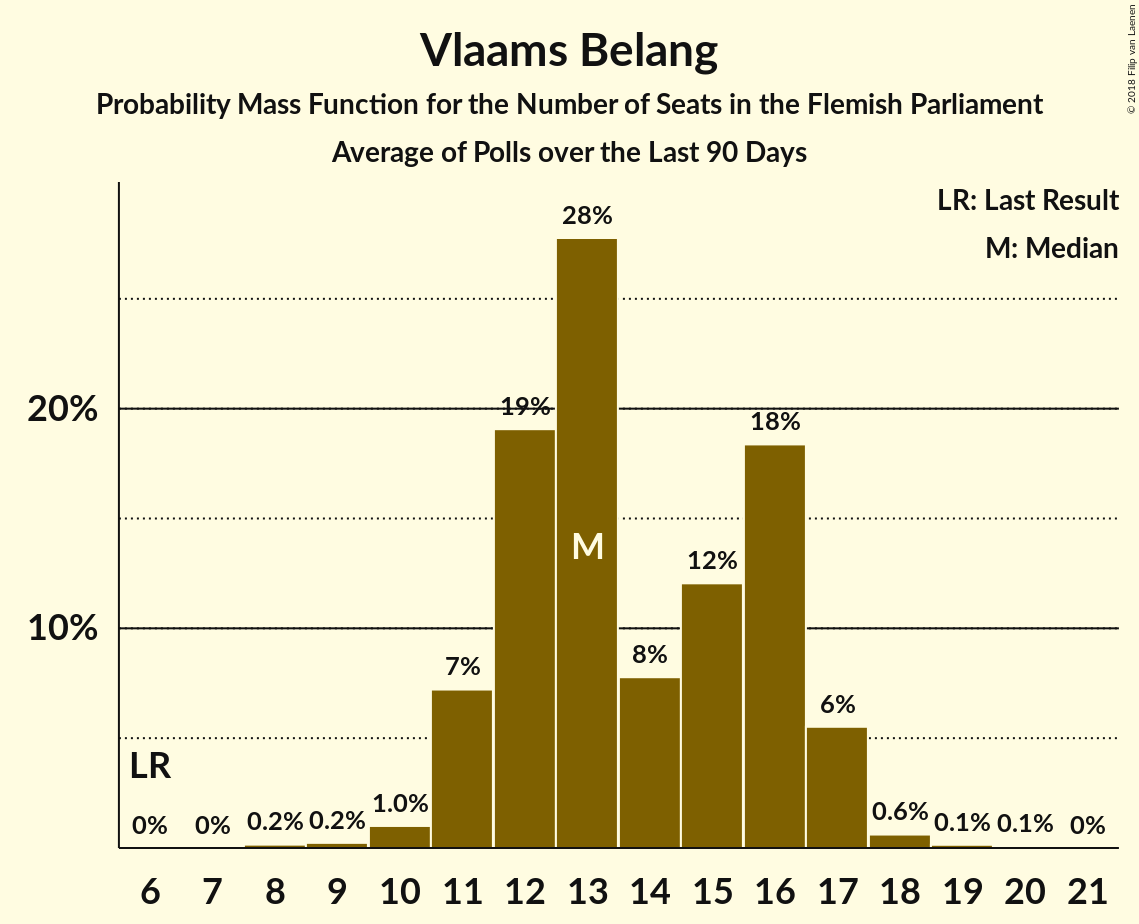 Vlaams Belang
Probability Mass Function for the Number of Seats in the Flemish Parliament
Average of Polls over the Last 90 Days
© 2018 Filip van Laenen
LR: Last Result
M: Median
28%
20%
19%
18%
M
12%
10%
8%
7%
6%
LR
0% 0% 0.2% 0.2% 1.0% 0.6% 0.1% 0.1% 0%
6 7 8 9 10 11 12 13 14 15 16 17 18 19 20 21